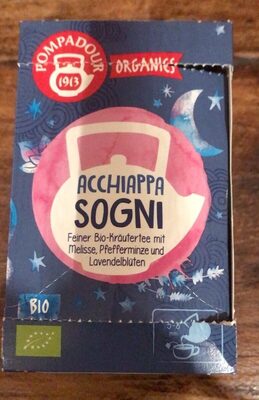 POMPADOUR
1913
ORGANICS
ACCHIAPPA
SOGNI
Feiner Bio-Kräutertee mit
Melisse, Pfefferminze und
Lavendelblüten
BIO